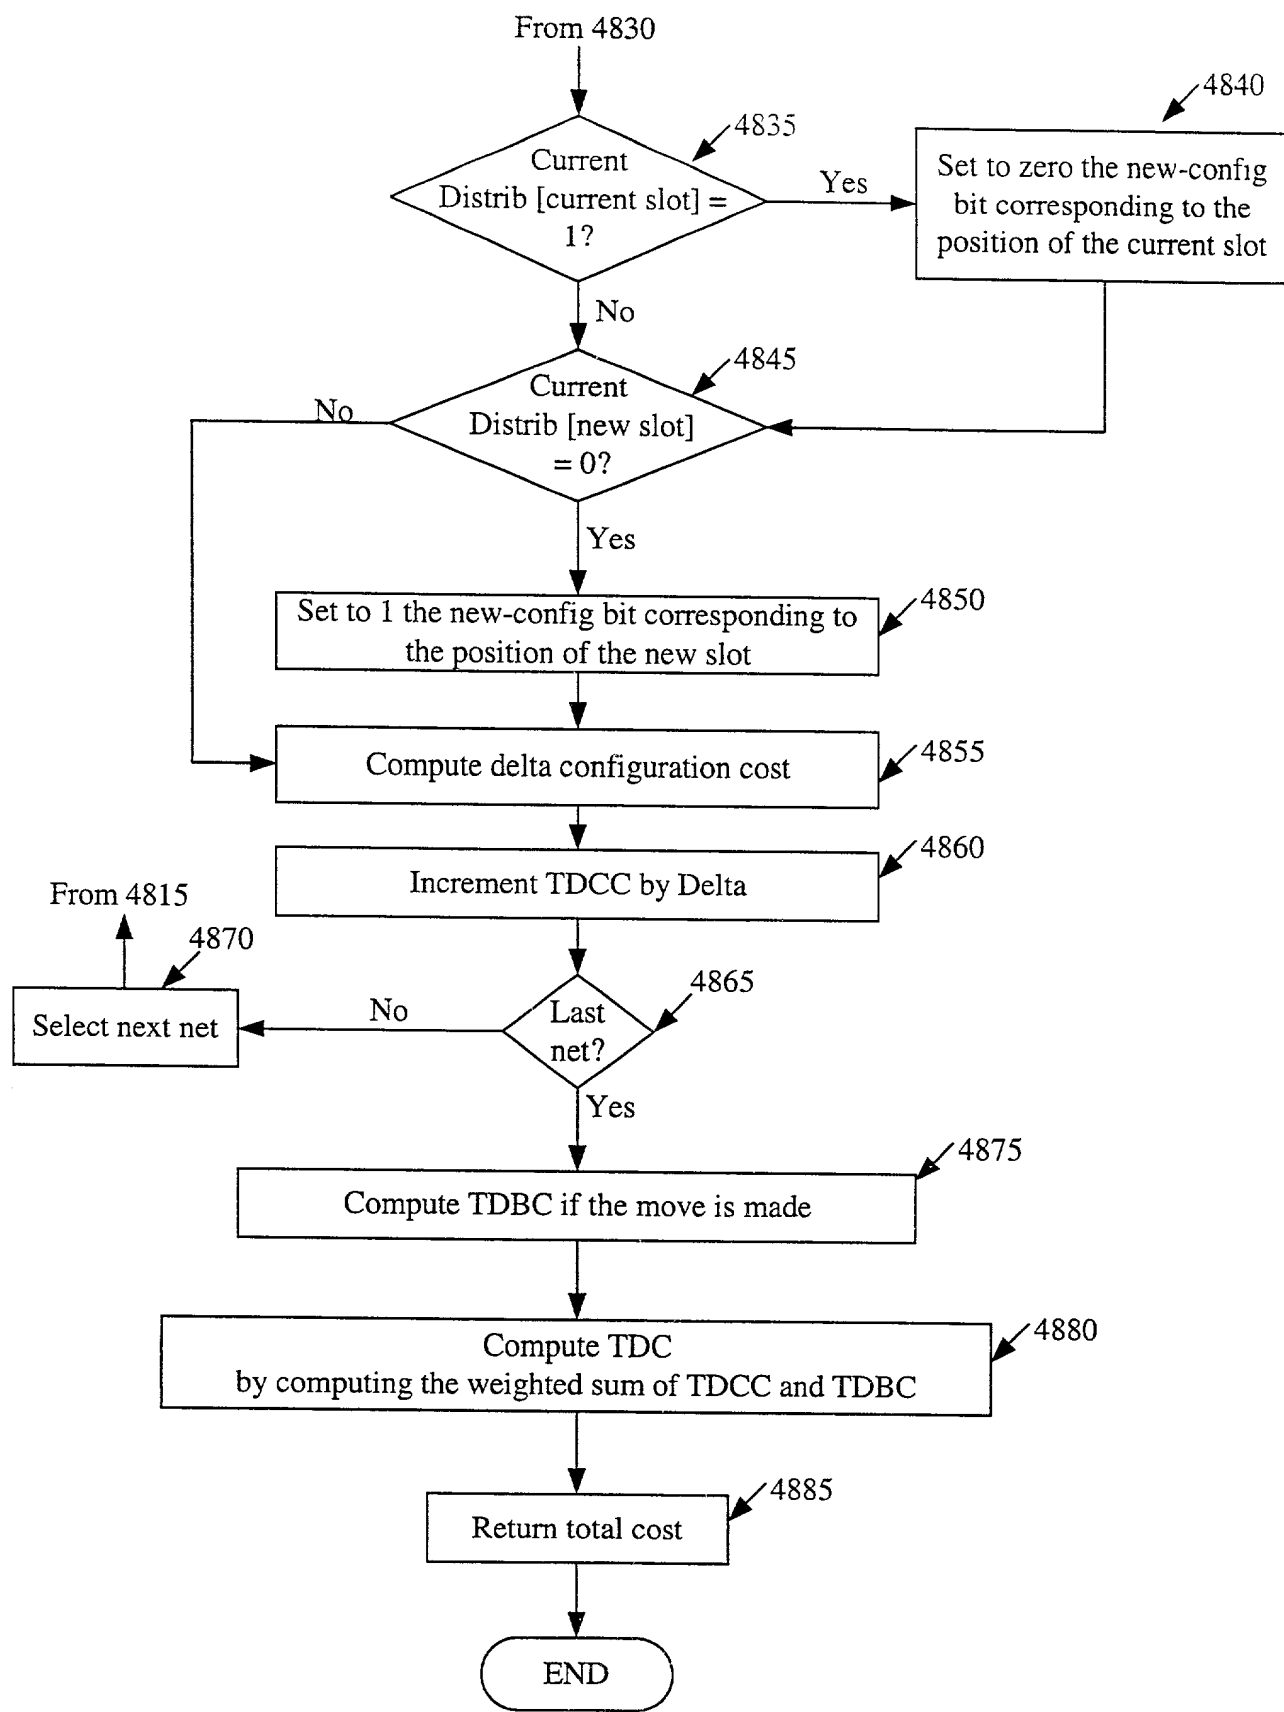 From 4830
4835
4840
Current
Distrib [current slot] =
1?
Yes
Set to zero the new-config
bit corresponding to the
position of the current slot
No
4845
Current
Distrib [new slot]
= 0?
No
Yes
4850
Set to 1 the new-config bit corresponding to
the position of the new slot
4855
Compute delta configuration cost
4860
Increment TDCC by Delta
From 4815
4870
Select next net
No
4865
Last
net?
Yes
4875
Compute TDBC if the move is made
4880
Compute TDC
by computing the weighted sum of TDCC and TDBC
4885
Return total cost
END